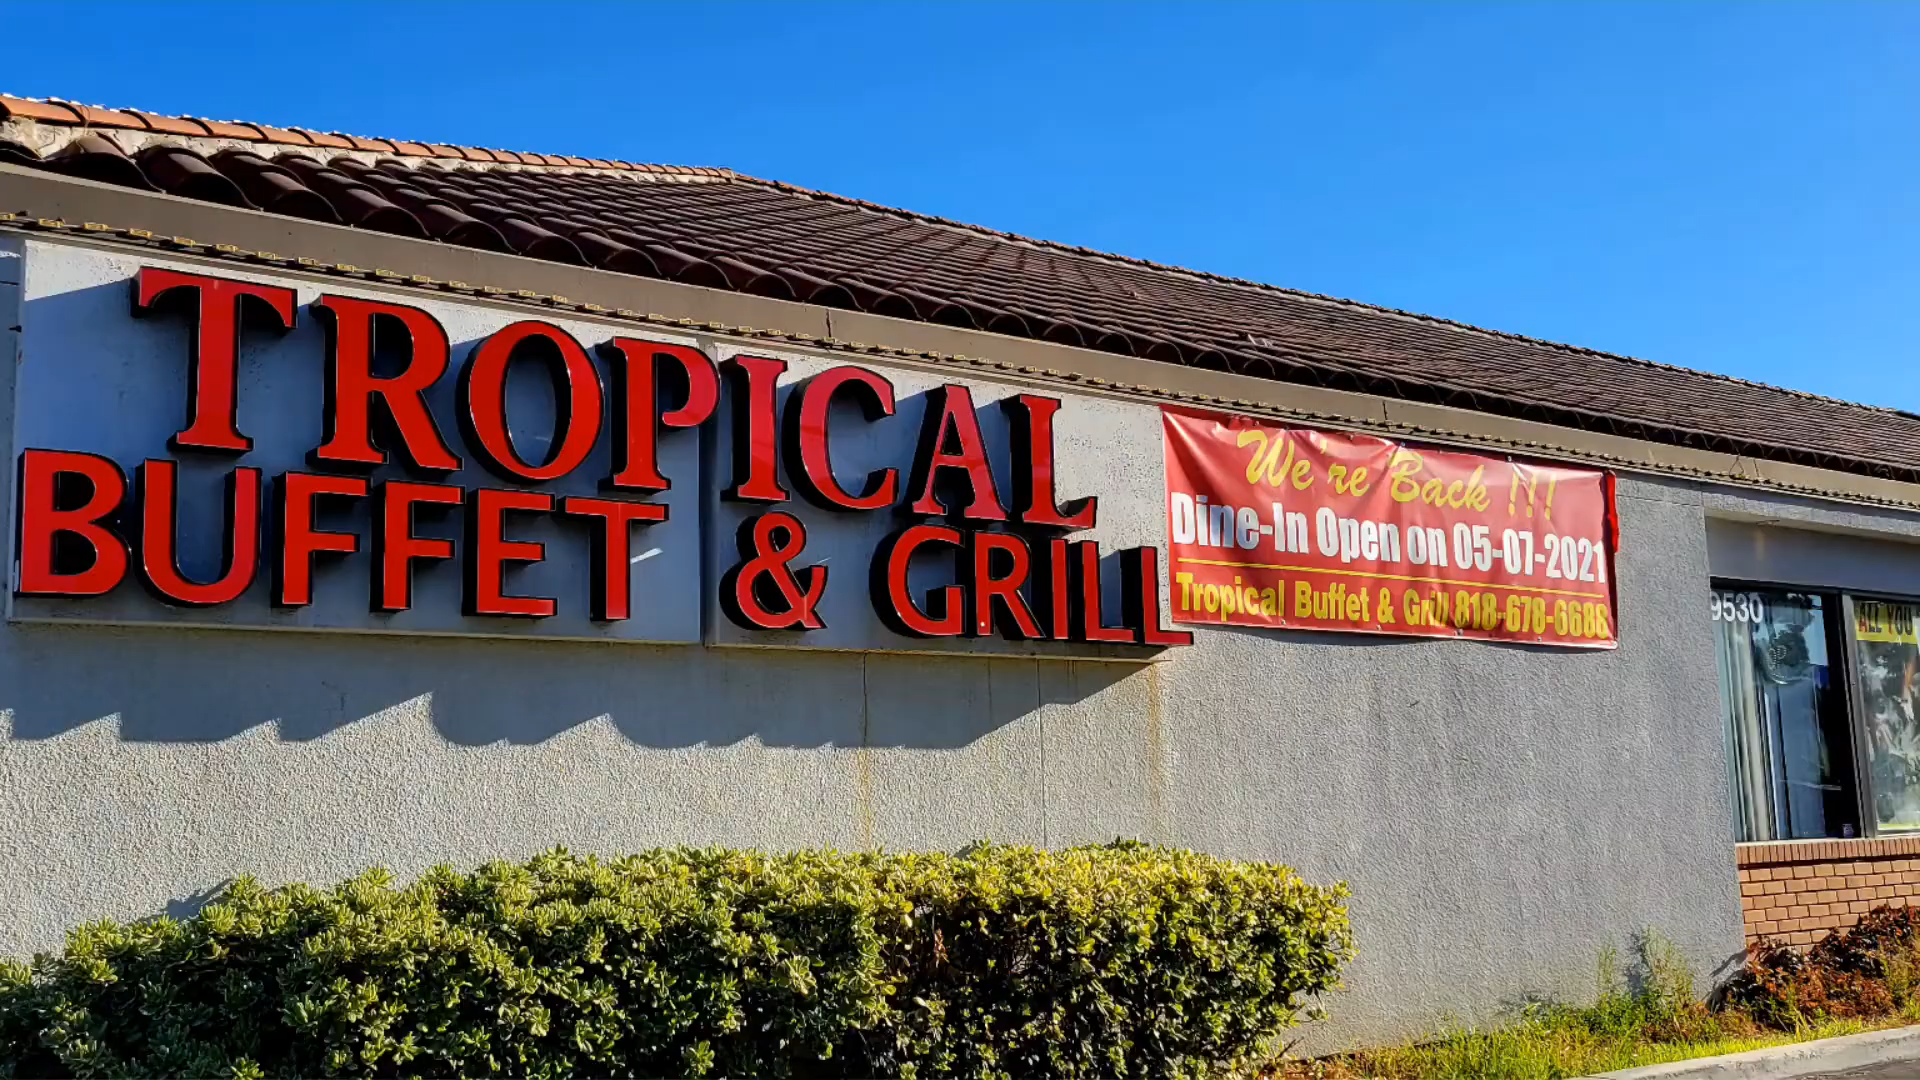 TROPICAL
BUFFET & GRILL
We're Back !!!
Dine-In Open on 05-07-2021
Tropical Buffet & Grill 818-678-6688
9530
ALL YOU